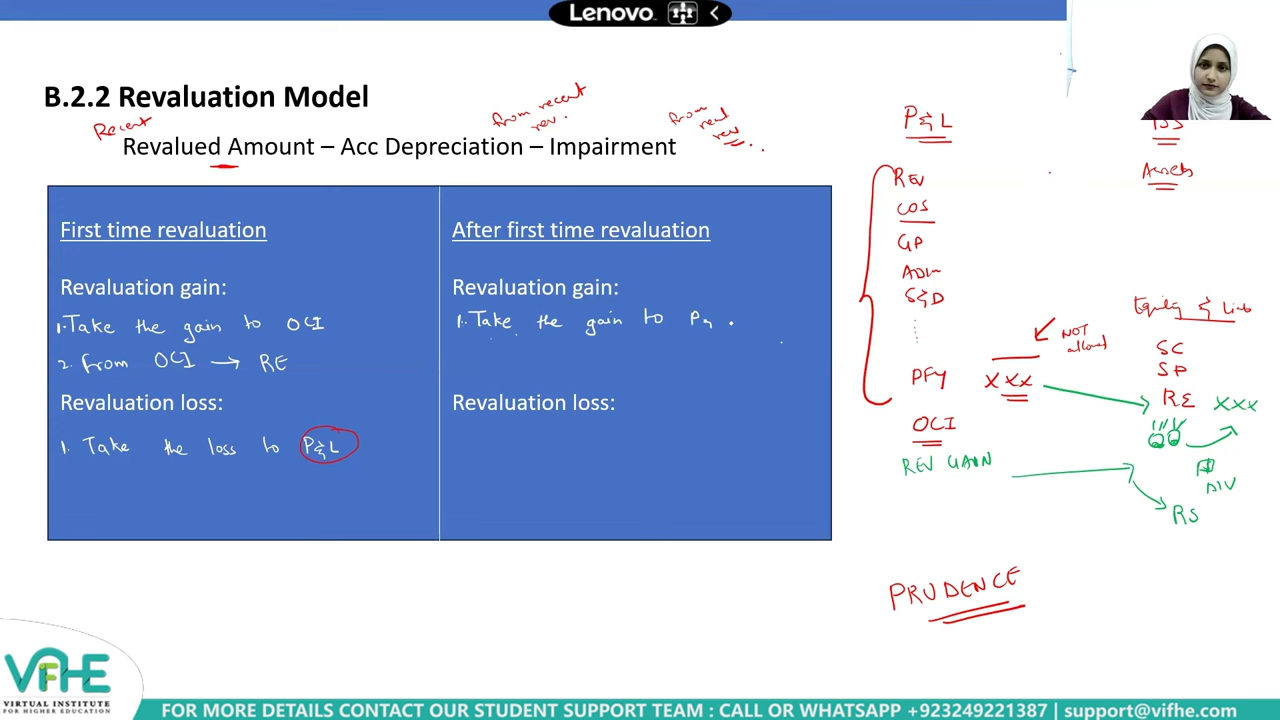 Lenovo
B.2.2 Revaluation Model
Recent
from recent
rev.
from
rev
Revalued Amount – Acc Depreciation – Impairment
First time revaluation
Revaluation gain:
1. Take the gain to OCI
2. From OCI → RE
Revaluation loss:
1. Take the loss to P&L
After first time revaluation
Revaluation gain:
1. Take the gain to
Revaluation loss:
P&L
REV
COS
GP
ADM
S&D
PFY XXX
NOT
allowed
OCI
REV GAIN
PRUDENCE
Assets
Equity & Liab
SC
SP
RE XXX
DIV
RS
VIFHE
VIRTUAL INSTITUTE
FOR HIGHER EDUCATION
FOR MORE DETAILS CONTACT OUR STUDENT SUPPORT TEAM : CALL OR WHATSAPP +923249221387 | support@vifhe.com